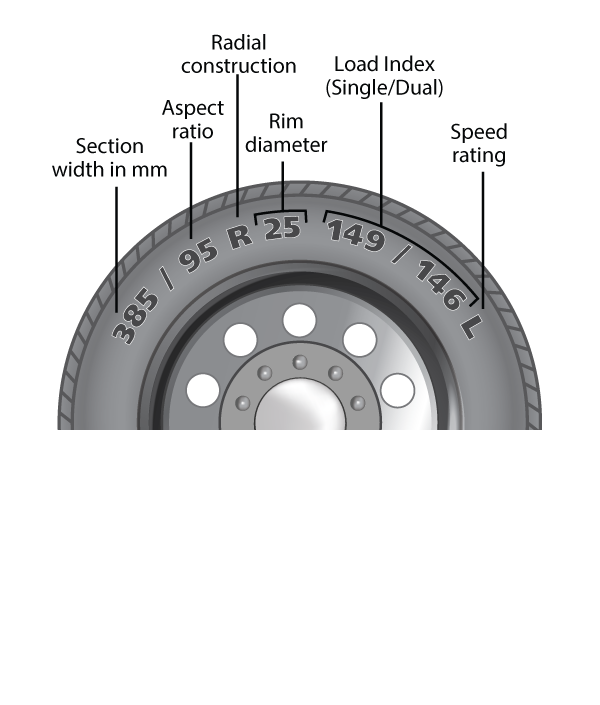 Radial
construction
Load Index
(Single/Dual)
Aspect
ratio
Rim
diameter
Section
width in mm
Speed
rating
385 / 95 R 25 149 / 146 L